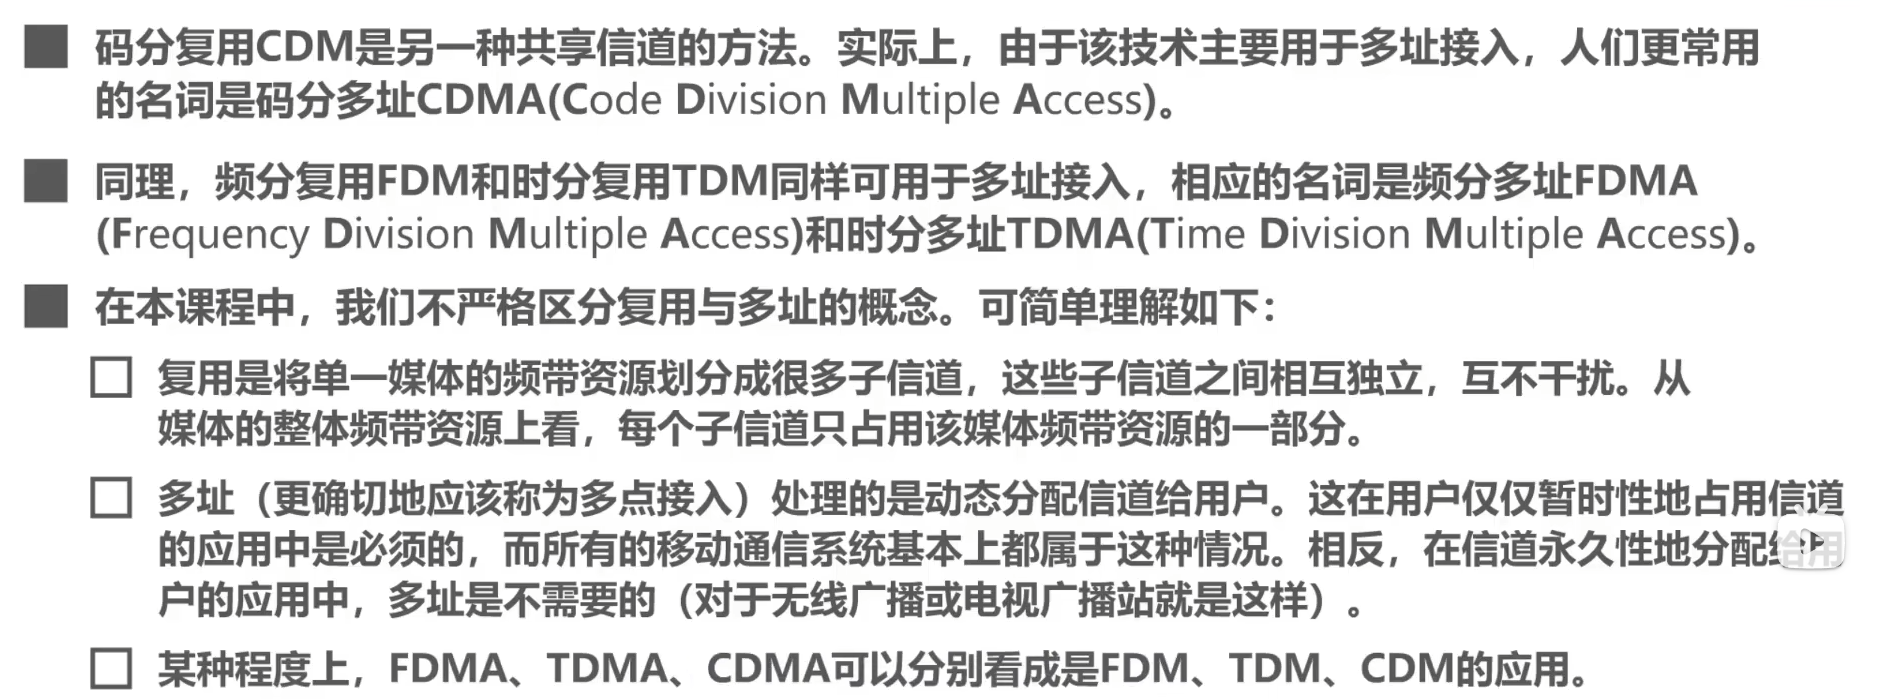 码分复用CDM是另一种共享信道的方法。实际上，由于该技术主要用于多址接入，人们更常用
的名词是码分多址CDMA(Code Division Multiple Access)。
同理，频分复用FDM和时分复用TDM同样可用于多址接入，相应的名词是频分多址FDMA
(Frequency Division Multiple Access)和时分多址TDMA(Time Division Multiple Access)。
在本课程中，我们不严格区分复用与多址的概念。可简单理解如下：
复用是将单一媒体的频带资源划分成很多子信道，这些子信道之间相互独立，互不干扰。从
媒体的整体频带资源上看，每个子信道只占用该媒体频带资源的一部分。
多址（更确切地应该称为多点接入）处理的是动态分配信道给用户。这在用户仅仅暂时性地占用信道
的应用中是必须的，而所有的移动通信系统基本上都属于这种情况。相反，在信道永久性地分配给用
户的应用中，多址是不需要的（对于无线广播或电视广播站就是这样）。
某种程度上，FDMA、TDMA、CDMA可以分别看成是FDM、TDM、CDM的应用。